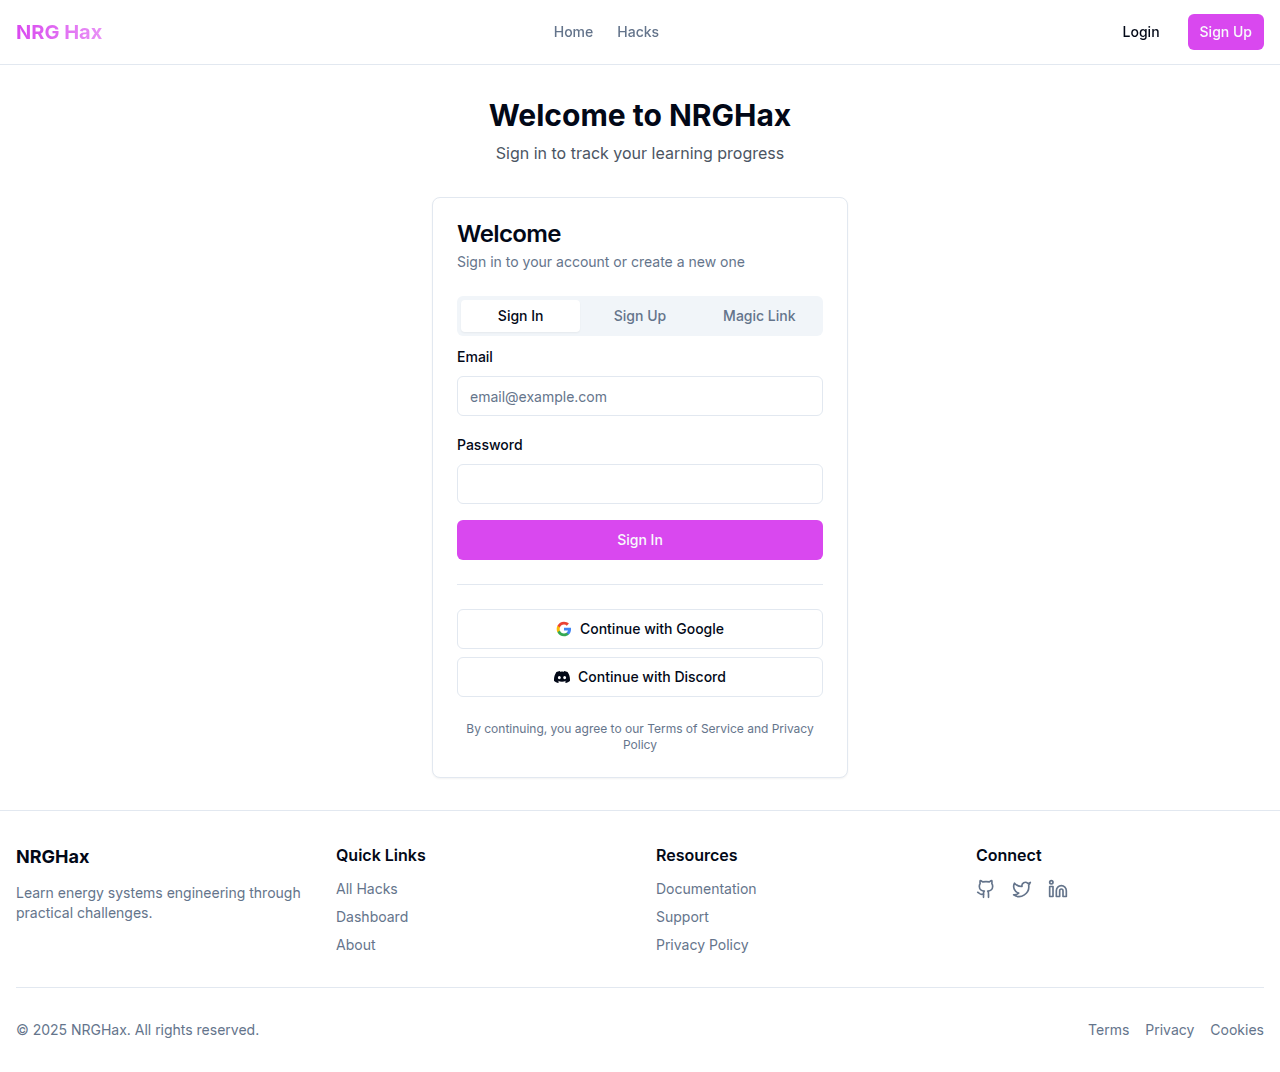 NRG Hax
Home
Hacks
Login
Sign Up
Welcome to NRGHax
Sign in to track your learning progress
Welcome
Sign in to your account or create a new one
Sign In
Sign Up
Magic Link
Email
email@example.com
Password
Sign In
Continue with Google
Continue with Discord
By continuing, you agree to our Terms of Service and Privacy
Policy
NRGHax
Learn energy systems engineering through
practical challenges.
Quick Links
All Hacks
Dashboard
About
Resources
Documentation
Support
Privacy Policy
Connect
© 2025 NRGHax. All rights reserved.
Terms
Privacy
Cookies